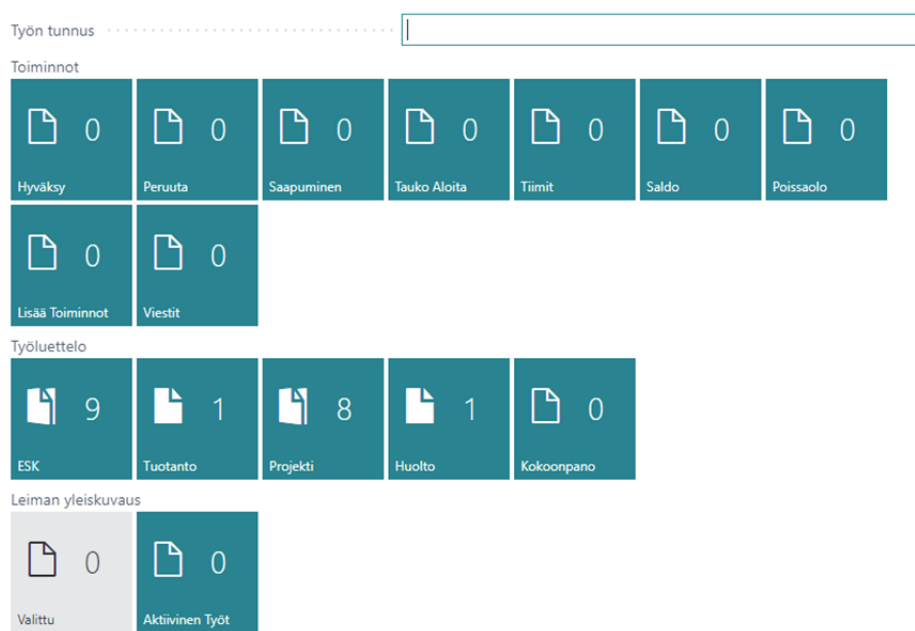 Työn tunnus
Toiminnot
0 0 0 0 0 0 0
Hyväksy Peruuta Saapuminen Tauko Aloita Tiimit Saldo Poissaolo
0 0
Lisää Toiminnot Viestit
Työluettelo
9 1 8 1 0
ESK Tuotanto Projekti Huolto Kokoonpano
Leiman yleiskuvaus
0 0
Valittu Aktiivinen Työt